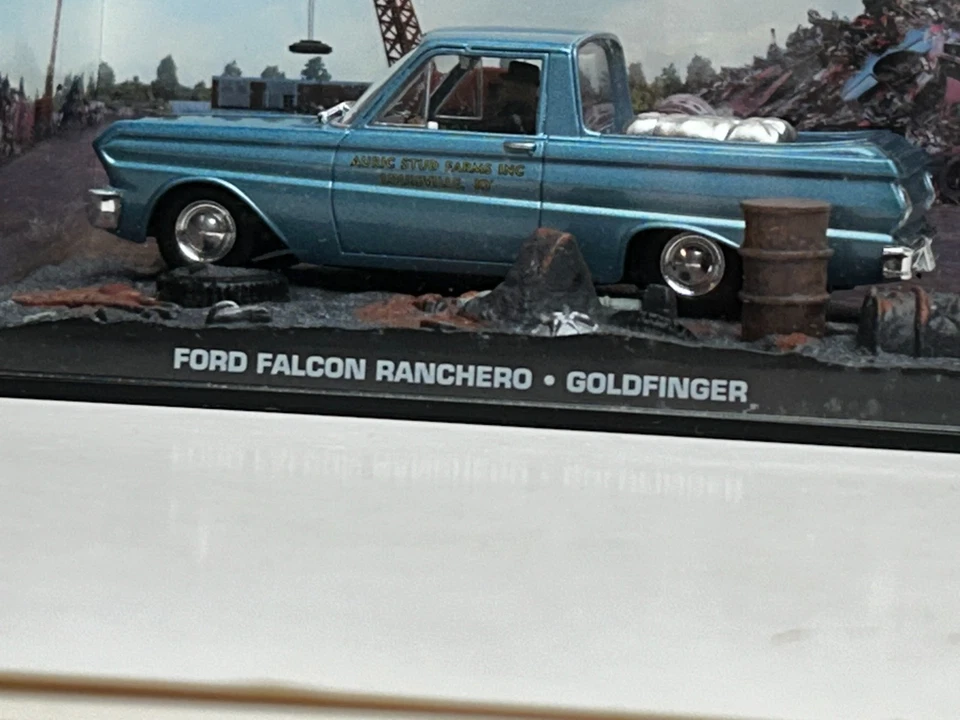 AURIC STUD FARMS INC
FORD FALCON RANCHERO • GOLDFINGER